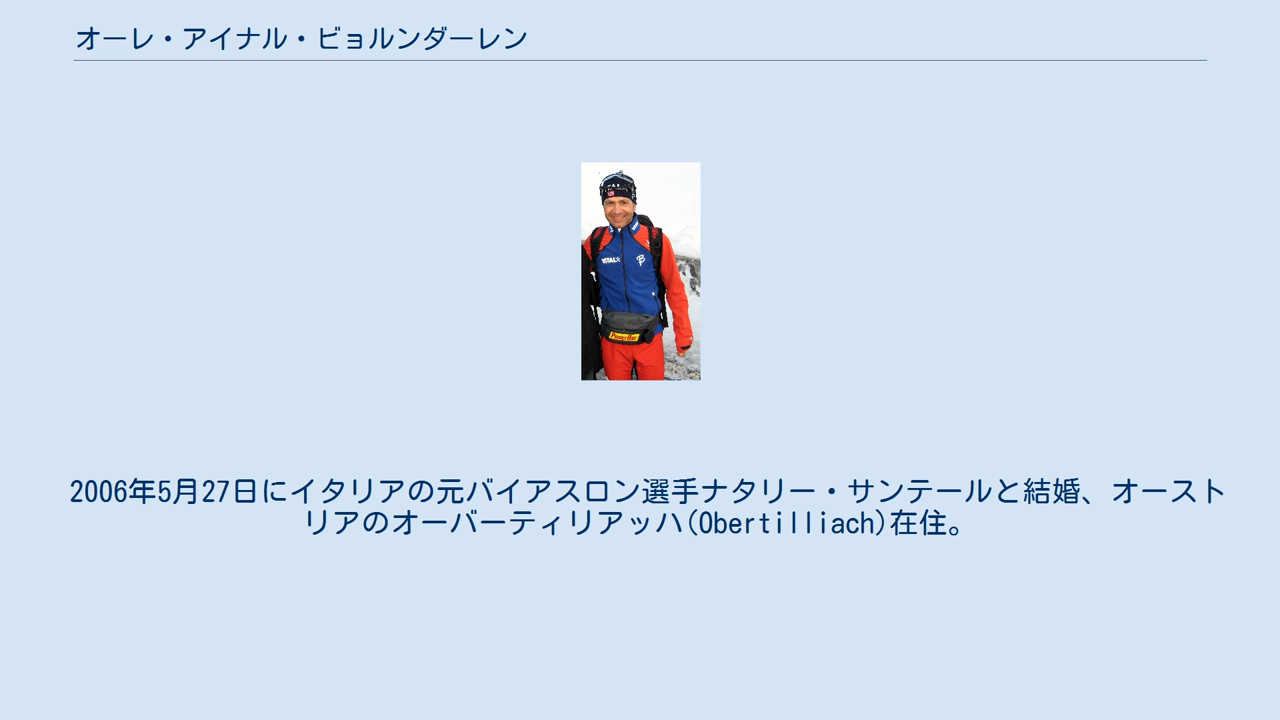 オーレ・アイナル・ビョルンダーレン
VITAL
PowerBar
2006年5月27日にイタリアの元バイアスロン選手ナタリー・サンテールと結婚、オースト
リアのオーバーティリアッハ(Obertilliach)在住。